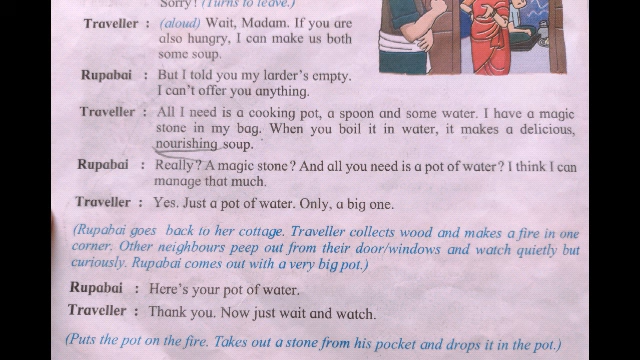 Sorry! (Turns to leave.)
Traveller : (aloud) Wait, Madam. If you are
also hungry, I can make us both
some soup.
Rupabai : But I told you my larder's empty.
I can't offer you anything.
Traveller : All I need is a cooking pot, a spoon and some water. I have a magic
stone in my bag. When you boil it in water, it makes a delicious,
nourishing soup.
Rupabai : Really? A magic stone? And all you need is a pot of water? I think I can
manage that much.
Traveller : Yes. Just a pot of water. Only, a big one.
(Rupabai goes back to her cottage. Traveller collects wood and makes a fire in one
corner. Other neighbours peep out from their door/windows and watch quietly but
curiously. Rupabai comes out with a very big pot.)
Rupabai : Here's your pot of water.
Traveller : Thank you. Now just wait and watch.
(Puts the pot on the fire. Takes out a stone from his pocket and drops it in the pot.)